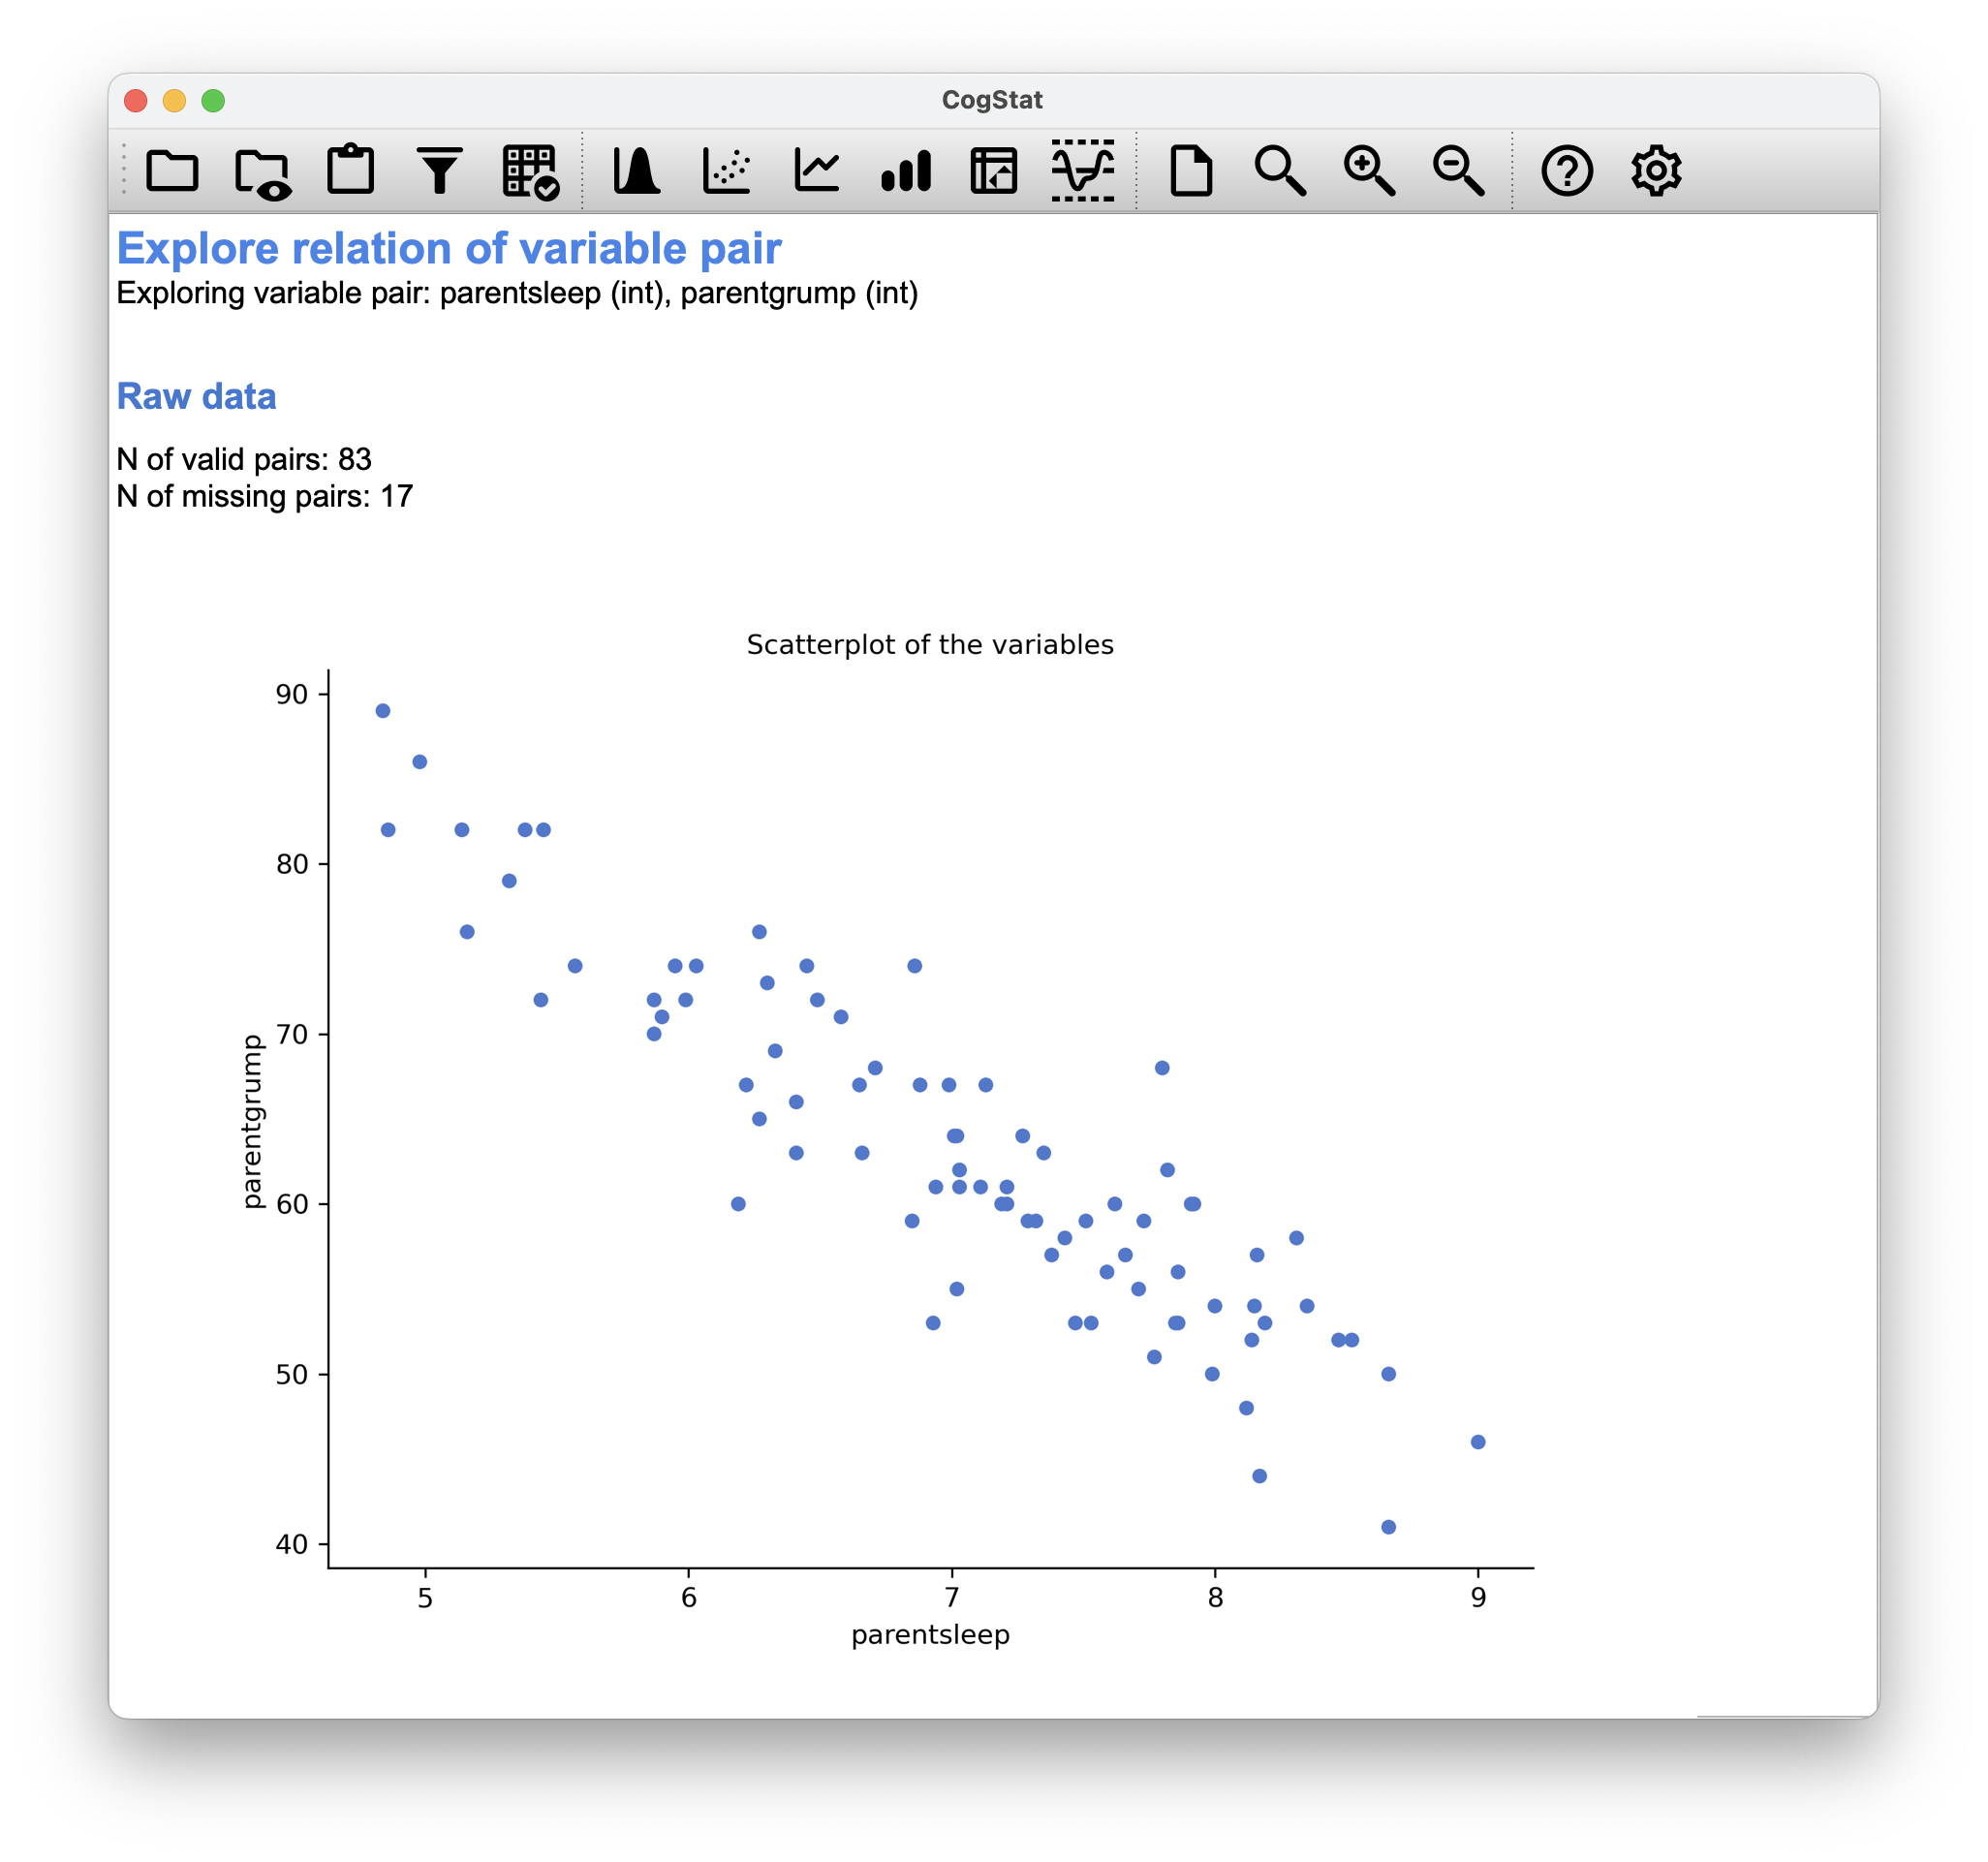 CogStat
Explore relation of variable pair
Exploring variable pair: parentsleep (int), parentgrump (int)
Raw data
N of valid pairs: 83
N of missing pairs: 17
Scatterplot of the variables
90
80
70
60
50
40
parentgrump
5 6 7 8 9
parentsleep